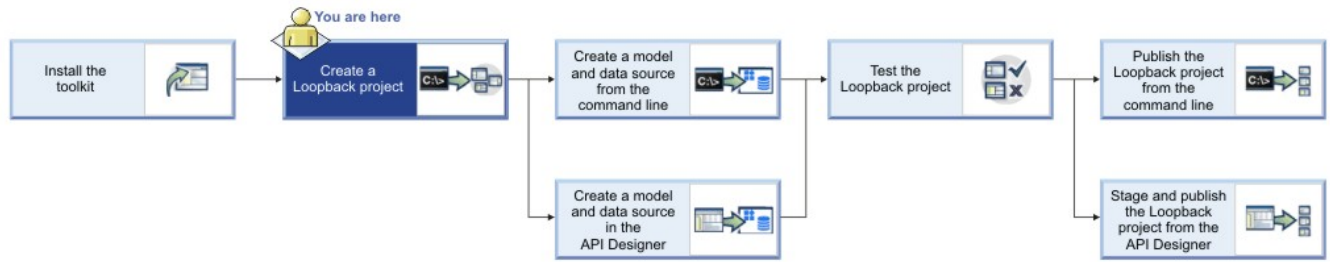 You are here
Install the
toolkit
Create a
Loopback project
C:\>
Create a model
and data source
from the
command line
C:\>
Create a model
and data source
in the
API Designer
Test the
Loopback project
Publish the
Loopback project
from the
command line
C:\>
Stage and publish
the Loopback
project from the
API Designer